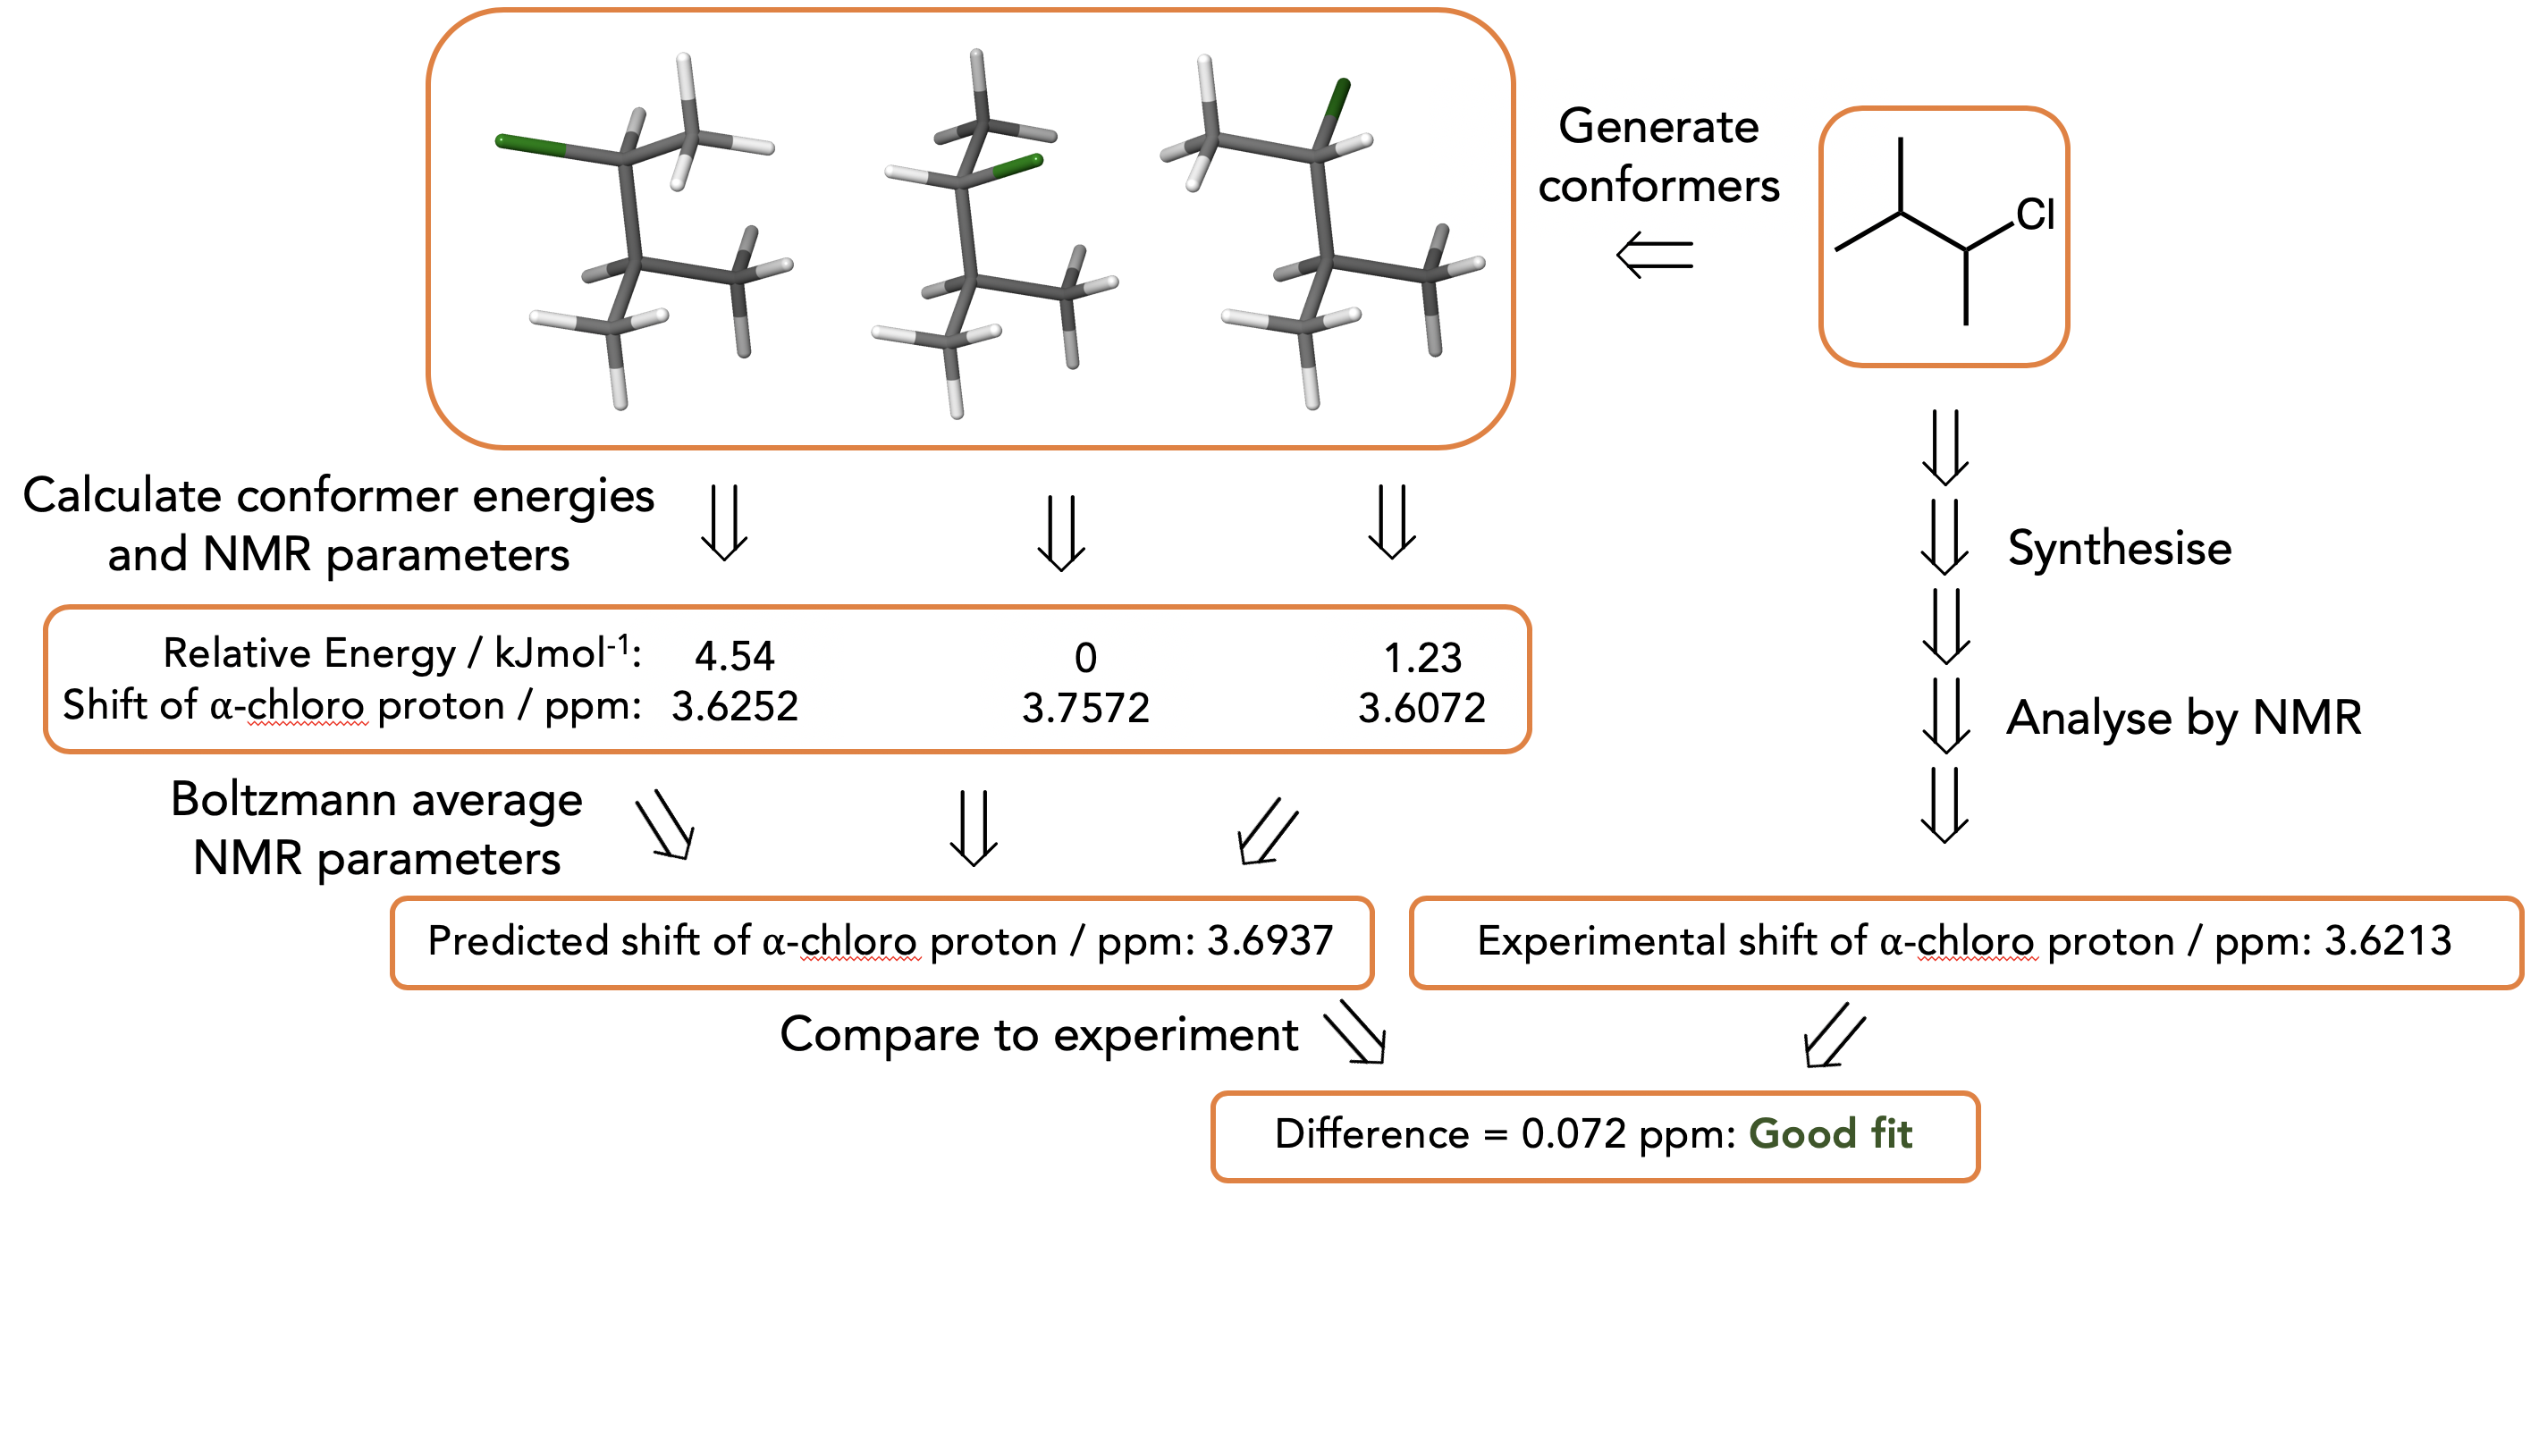 Generate
conformers
Cl
Calculate conformer energies
and NMR parameters
Synthesise
Relative Energy / kJmol⁻¹: 4.54 0 1.23
Shift of α-chloro proton / ppm: 3.6252 3.7572 3.6072
Analyse by NMR
Boltzmann average
NMR parameters
Predicted shift of α-chloro proton / ppm: 3.6937
Experimental shift of α-chloro proton / ppm: 3.6213
Compare to experiment
Difference = 0.072 ppm: Good fit